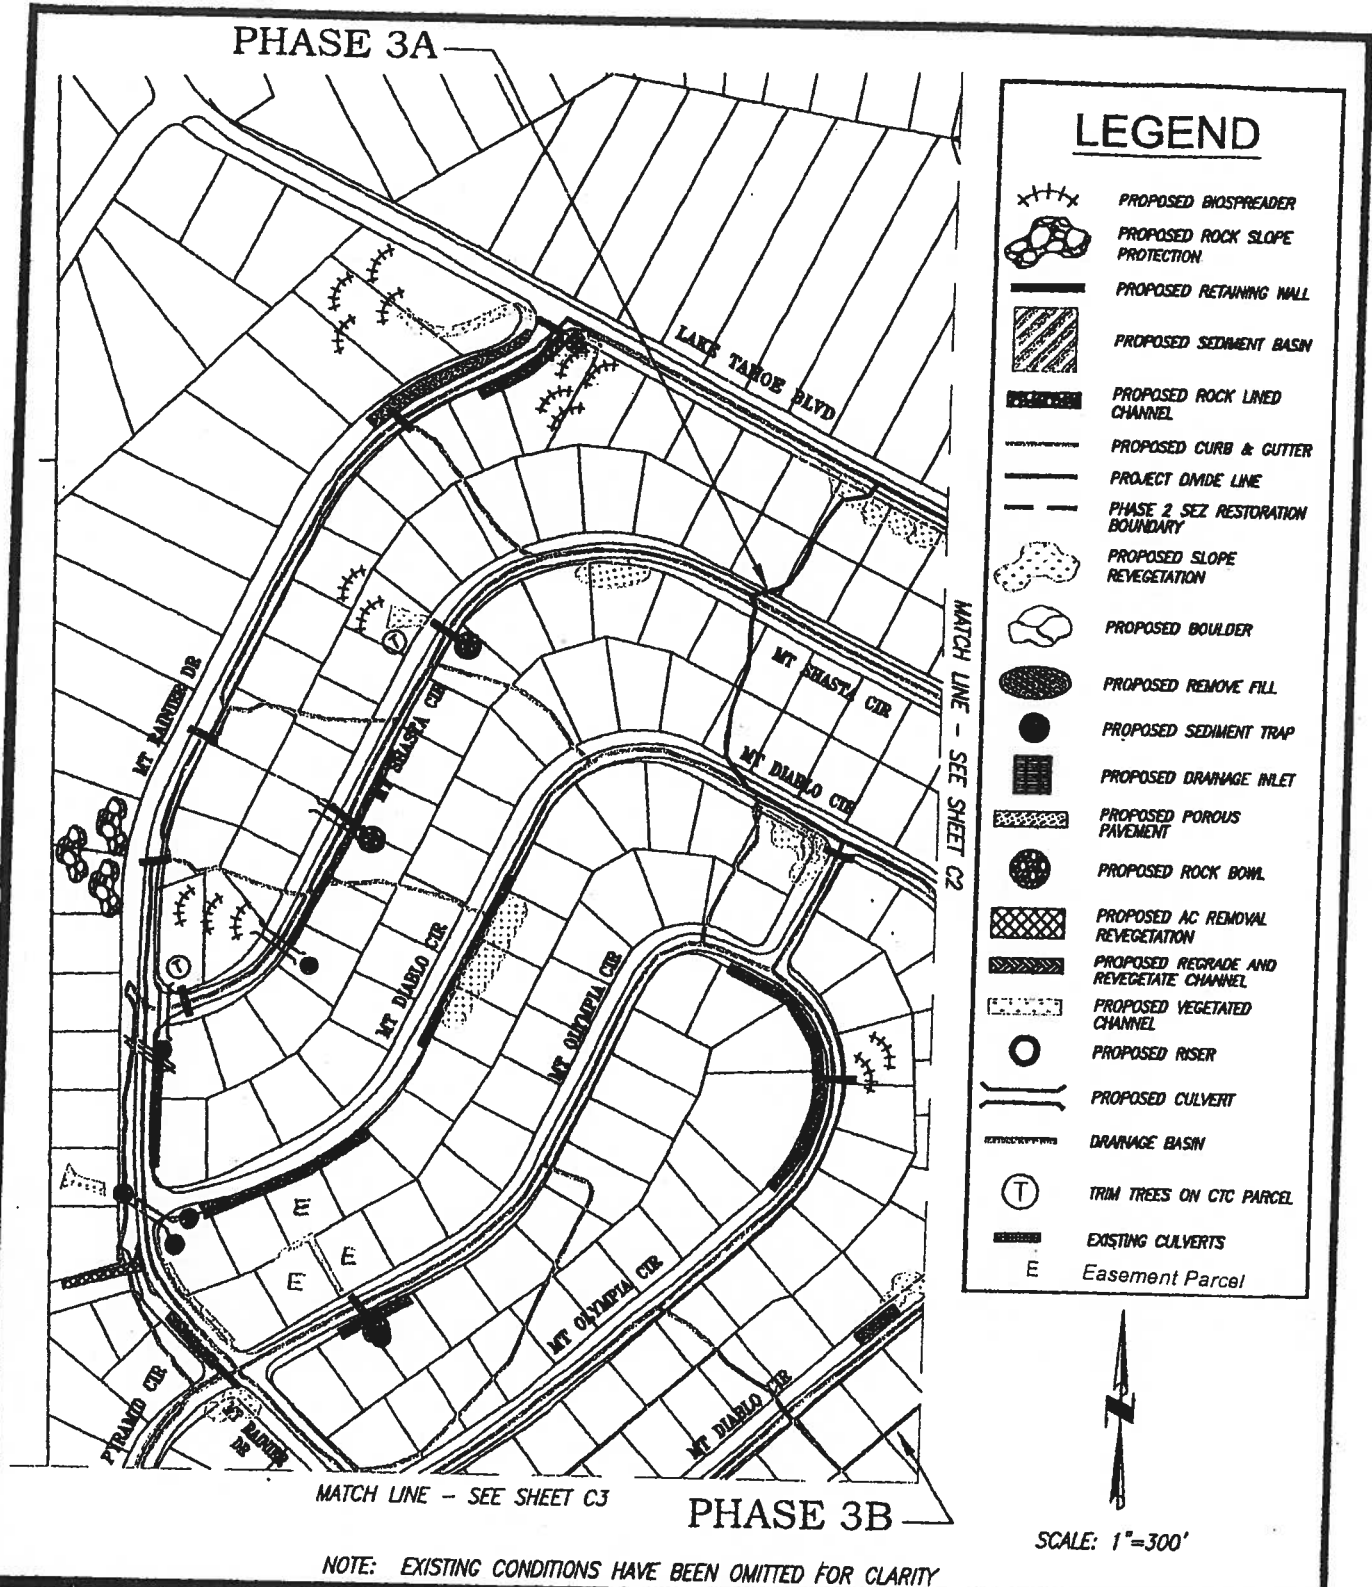 PHASE 3A
LEGEND
PROPOSED BIOSPREADER
PROPOSED ROCK SLOPE
PROTECTION
PROPOSED RETAINING WALL
PROPOSED SEDIMENT BASIN
PROPOSED ROCK LINED
CHANNEL
PROPOSED CURB & GUTTER
PROJECT DIVIDE LINE
PHASE 2 SEZ RESTORATION
BOUNDARY
PROPOSED SLOPE
REVEGETATION
PROPOSED BOULDER
PROPOSED REMOVE FILL
PROPOSED SEDIMENT TRAP
PROPOSED DRAINAGE INLET
PROPOSED POROUS
PAVEMENT
PROPOSED ROCK BOWL
PROPOSED AC REMOVAL
REVEGETATION
PROPOSED REGRADE AND
REVEGETATE CHANNEL
PROPOSED VEGETATED
CHANNEL
PROPOSED RISER
PROPOSED CULVERT
DRAINAGE BASIN
T TRIM TREES ON CTC PARCEL
EXISTING CULVERTS
E Easement Parcel
LAKE TAHOE BLVD
MT RAINIER DR
T
MT SHASTA CIR
MT SHASTA CIR
MT DIABLO CIR
MATCH LINE - SEE SHEET C2
T
MT DIABLO CIR
MT OLYMPIA CIR
E
E
E
MT OLYMPIA CIR
PYRAMID CIR
MT RAINIER
DR
MT DIABLO CIR
MATCH LINE - SEE SHEET C3
PHASE 3B
SCALE: 1"=300'
NOTE: EXISTING CONDITIONS HAVE BEEN OMITTED FOR CLARITY